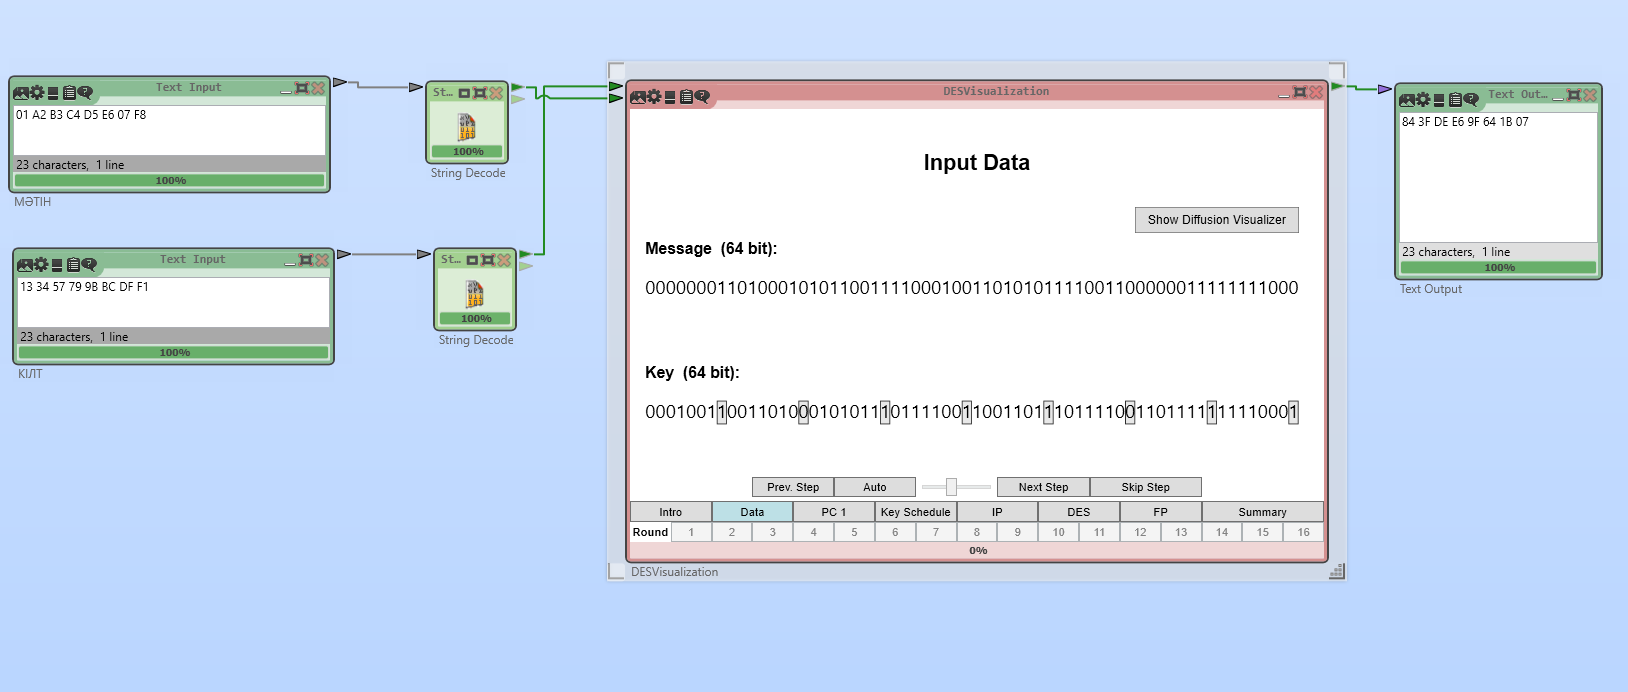 Text Input
01 A2 B3 C4 D5 E6 07 F8
23 characters,  1 line
100%
МӘТІН
St...
100%
String Decode
Text Input
13 34 57 79 9B BC DF F1
23 characters,  1 line
100%
КІЛТ
St...
100%
String Decode
DESVisualization
Input Data
Show Diffusion Visualizer
Message  (64 bit):
0000000110100010101100111100010011010101111001100000011111111000
Key  (64 bit):
0001001100110100010101110111100110011011101111001101111111110001
Prev. Step
Auto
Next Step
Skip Step
Intro
Data
PC 1
Key Schedule
IP
DES
FP
Summary
Round 1 2 3 4 5 6 7 8 9 10 11 12 13 14 15 16
0%
DESVisualization
Text Out...
84 3F DE E6 9F 64 1B 07
23 characters,  1 line
100%
Text Output